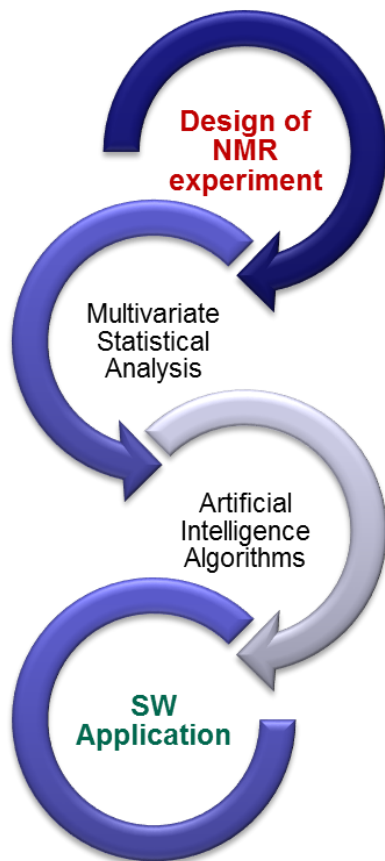 Design of
NMR
experiment
Multivariate
Statistical
Analysis
Artificial
Intelligence
Algorithms
SW
Application